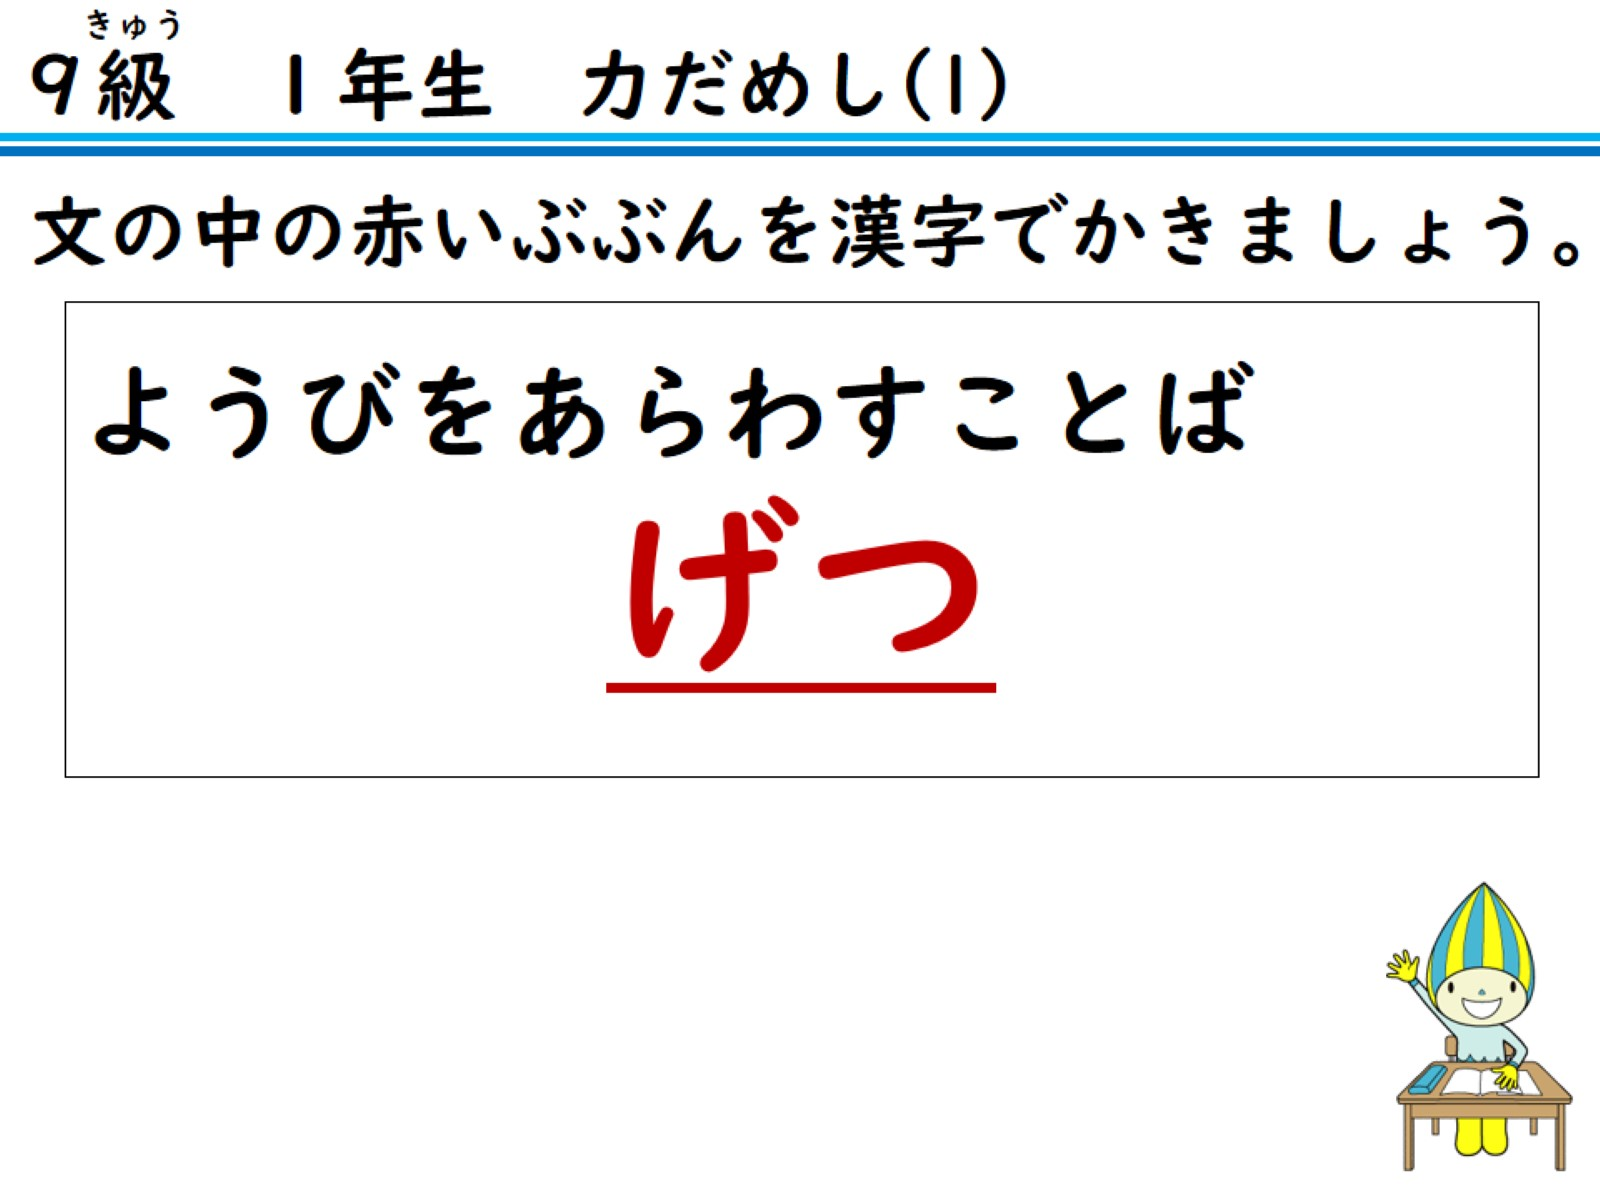 きゅう
9級　1年生　力だめし(1)
文の中の赤いぶぶんを漢字でかきましょう。
ようびをあらわすことば
げつ